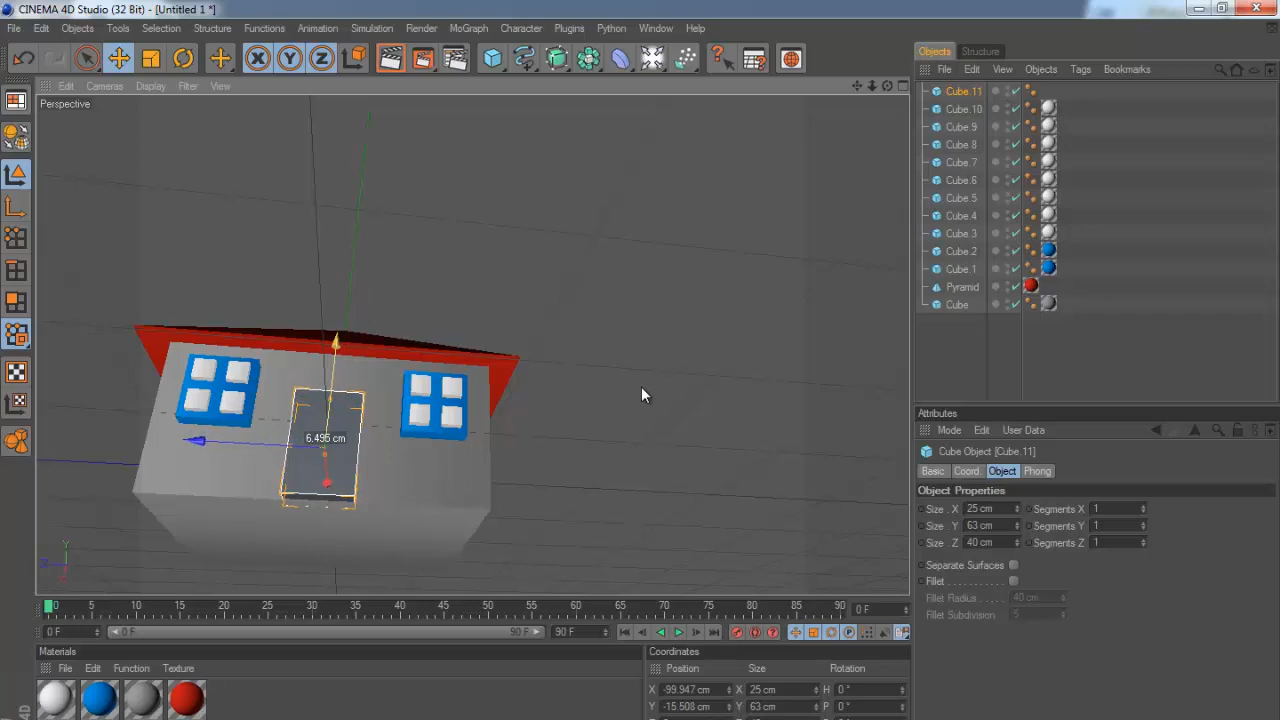 CINEMA 4D Studio (32 Bit) - [Untitled 1 *]
File Edit Objects Tools Selection Structure Functions Animation Simulation Render MoGraph Character Plugins Python Window Help
Objects Structure
Edit Cameras Display Filter View
File Edit View Objects Tags Bookmarks
Perspective
Cube.11
Cube.10
Cube.9
Cube.8
Cube.7
Cube.6
Cube.5
Cube.4
Cube.3
Cube.2
Cube.1
Pyramid
Cube
6.495 cm
Attributes
Mode Edit User Data
Cube Object [Cube.11]
Basic Coord. Object Phong
Object Properties
Size . X 25 cm Segments X 1
Size . Y 63 cm Segments Y 1
Size . Z 40 cm Segments Z 1
Separate Surfaces
Fillet
Fillet Radius 40 cm
Fillet Subdivision 5
0 5 10 15 20 25 30 35 40 45 50 55 60 65 70 75 80 85 90 0 F
0 F 0 F 90 F 90 F
Materials
File Edit Function Texture
Coordinates
Position Size Rotation
X -99.947 cm X 25 cm H 0 °
Y -15.508 cm Y 63 cm P 0 °